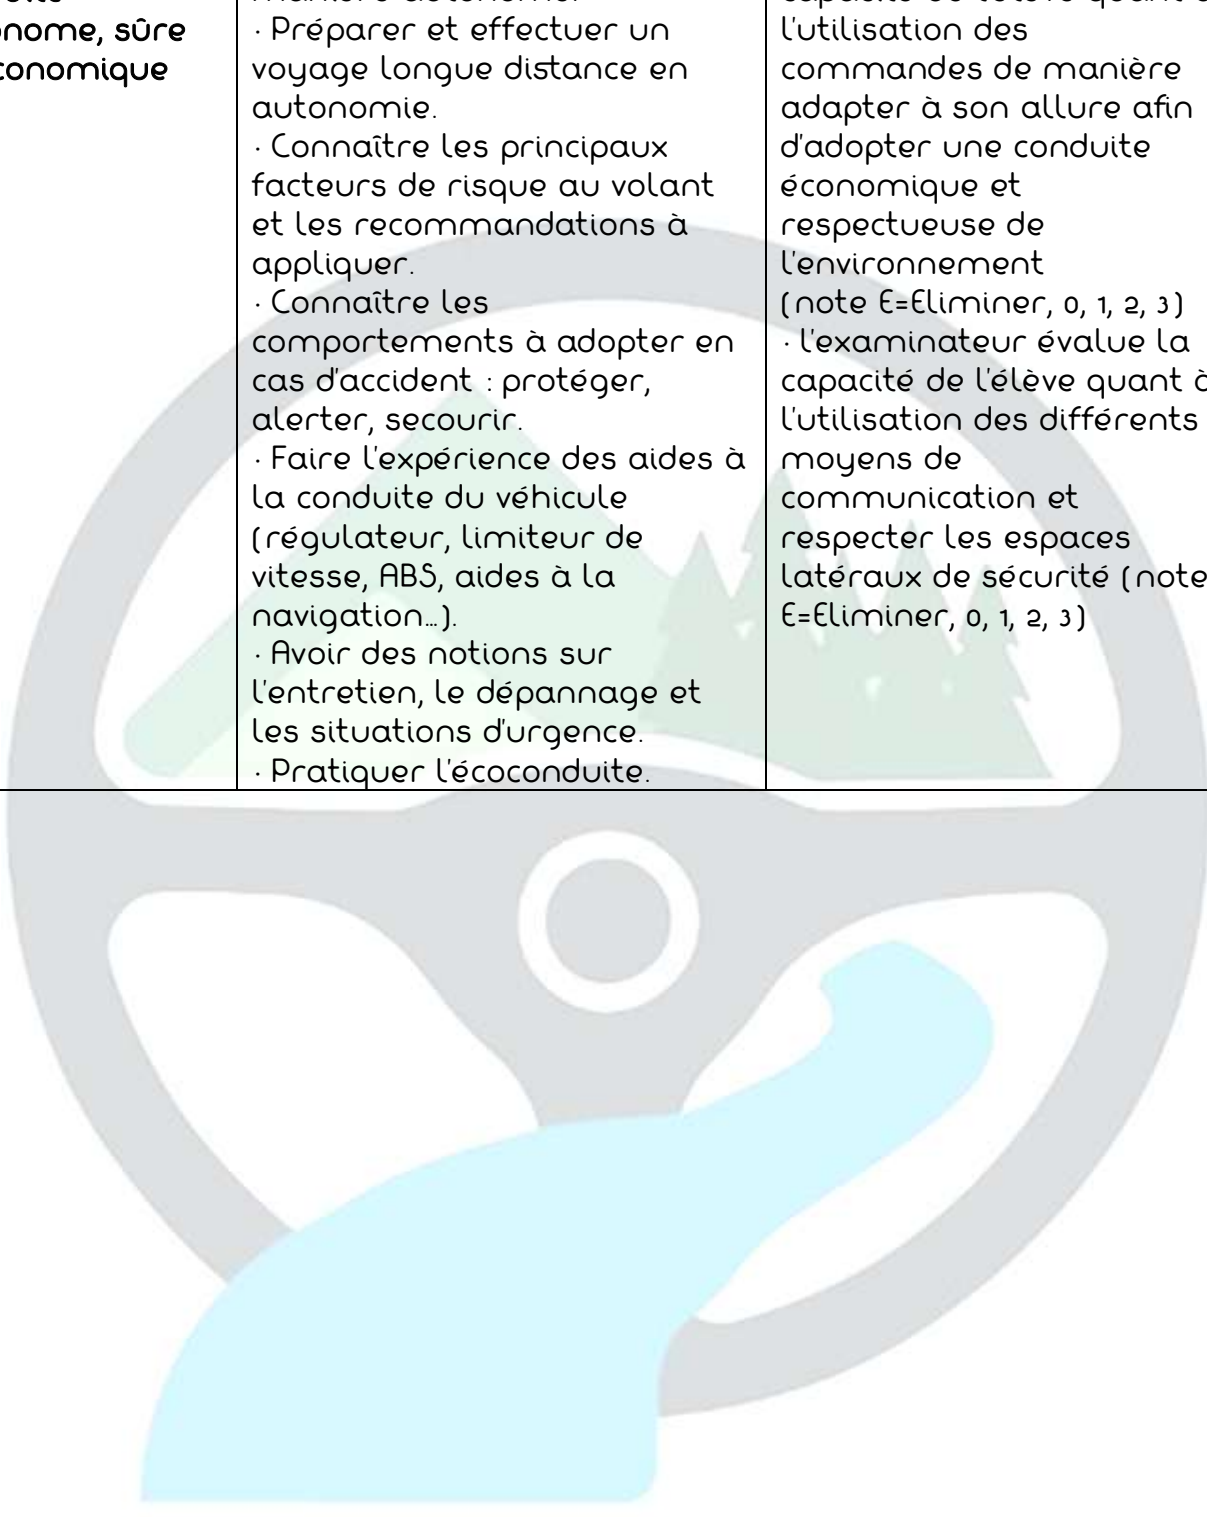 nome, sûre
conomique
· Préparer et effectuer un
voyage longue distance en
autonomie.
· Connaître les principaux
facteurs de risque au volant
et les recommandations à
appliquer.
· Connaître les
comportements à adopter en
cas d'accident : protéger,
alerter, secourir.
· Faire l'expérience des aides à
la conduite du véhicule
(régulateur, limiteur de
vitesse, ABS, aides à la
navigation...).
· Avoir des notions sur
l'entretien, le dépannage et
les situations d'urgence.
· Pratiquer l'écoconduite.
l'utilisation des
commandes de manière
adapter à son allure afin
d'adopter une conduite
économique et
respectueuse de
l'environnement
(note E=Eliminer, 0, 1, 2, 3)
· l'examinateur évalue la
capacité de l'élève quant à
l'utilisation des différents
moyens de
communication et
respecter les espaces
latéraux de sécurité (note
E=Eliminer, 0, 1, 2, 3)